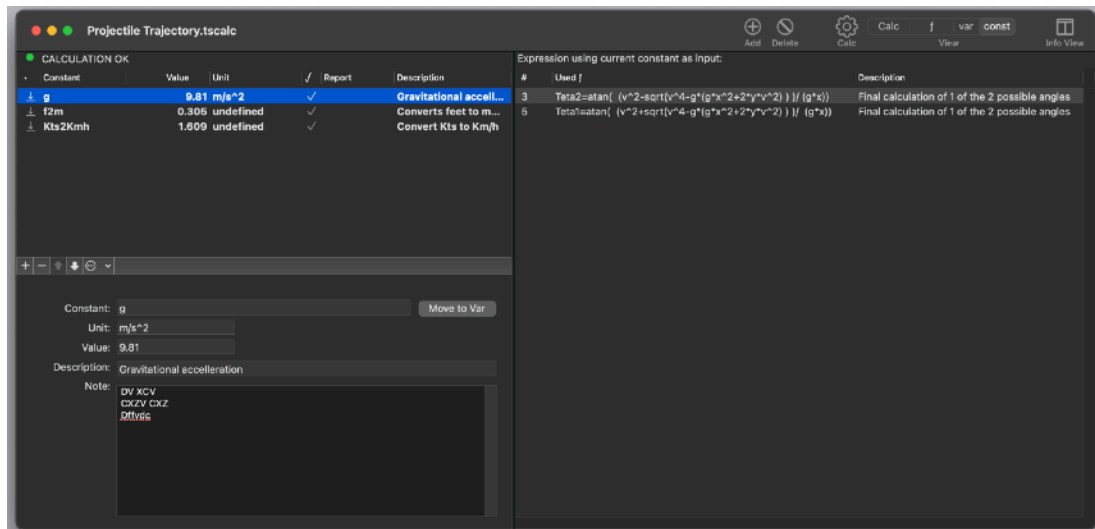 Projectile Trajectory.tscalc
Add Delete Calc Calc f var const View Info View
CALCULATION OK
Constant Value Unit √ Report Description
g 9.81 m/s^2 ✓ Gravitational accell...
f2m 0.305 undefined ✓ Converts feet to m...
Kts2Kmh 1.609 undefined ✓ Convert Kts to Km/h
Constant: g Move to Var
Unit: m/s^2
Value: 9.81
Description: Gravitational accelleration
Note: DV XCV
CXZV CXZ
Dffvdc
Expression using current constant as input:
# Used f Description
3 Teta2=atan( (v^2-sqrt(v^4-g*(g*x^2+2*y*v^2) ) )/ (g*x)) Final calculation of 1 of the 2 possible angles
5 Teta1=atan( (v^2+sqrt(v^4-g*(g*x^2+2*y*v^2) ) )/ (g*x)) Final calculation of 1 of the 2 possible angles